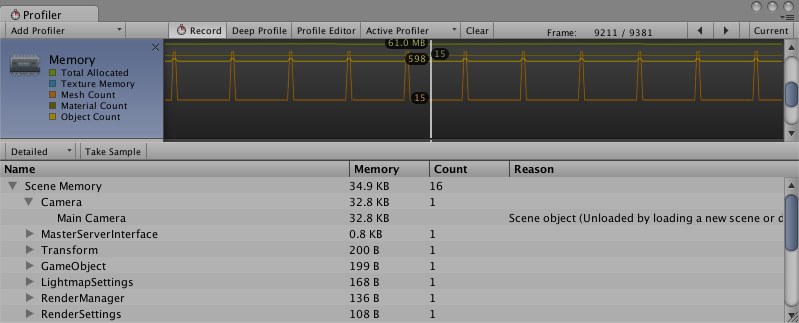 Profiler
Add Profiler Record Deep Profile Profile Editor Active Profiler Clear Frame: 9211 / 9381 Current
Memory
Total Allocated
Texture Memory
Mesh Count
Material Count
Object Count
61.0 MB
15
598
15
Detailed Take Sample
Name Memory Count Reason
Scene Memory 34.9 KB 16
Camera 32.8 KB 1
Main Camera 32.8 KB Scene object (Unloaded by loading a new scene or d
MasterServerInterface 0.8 KB 1
Transform 200 B 1
GameObject 199 B 1
LightmapSettings 168 B 1
RenderManager 136 B 1
RenderSettings 108 B 1